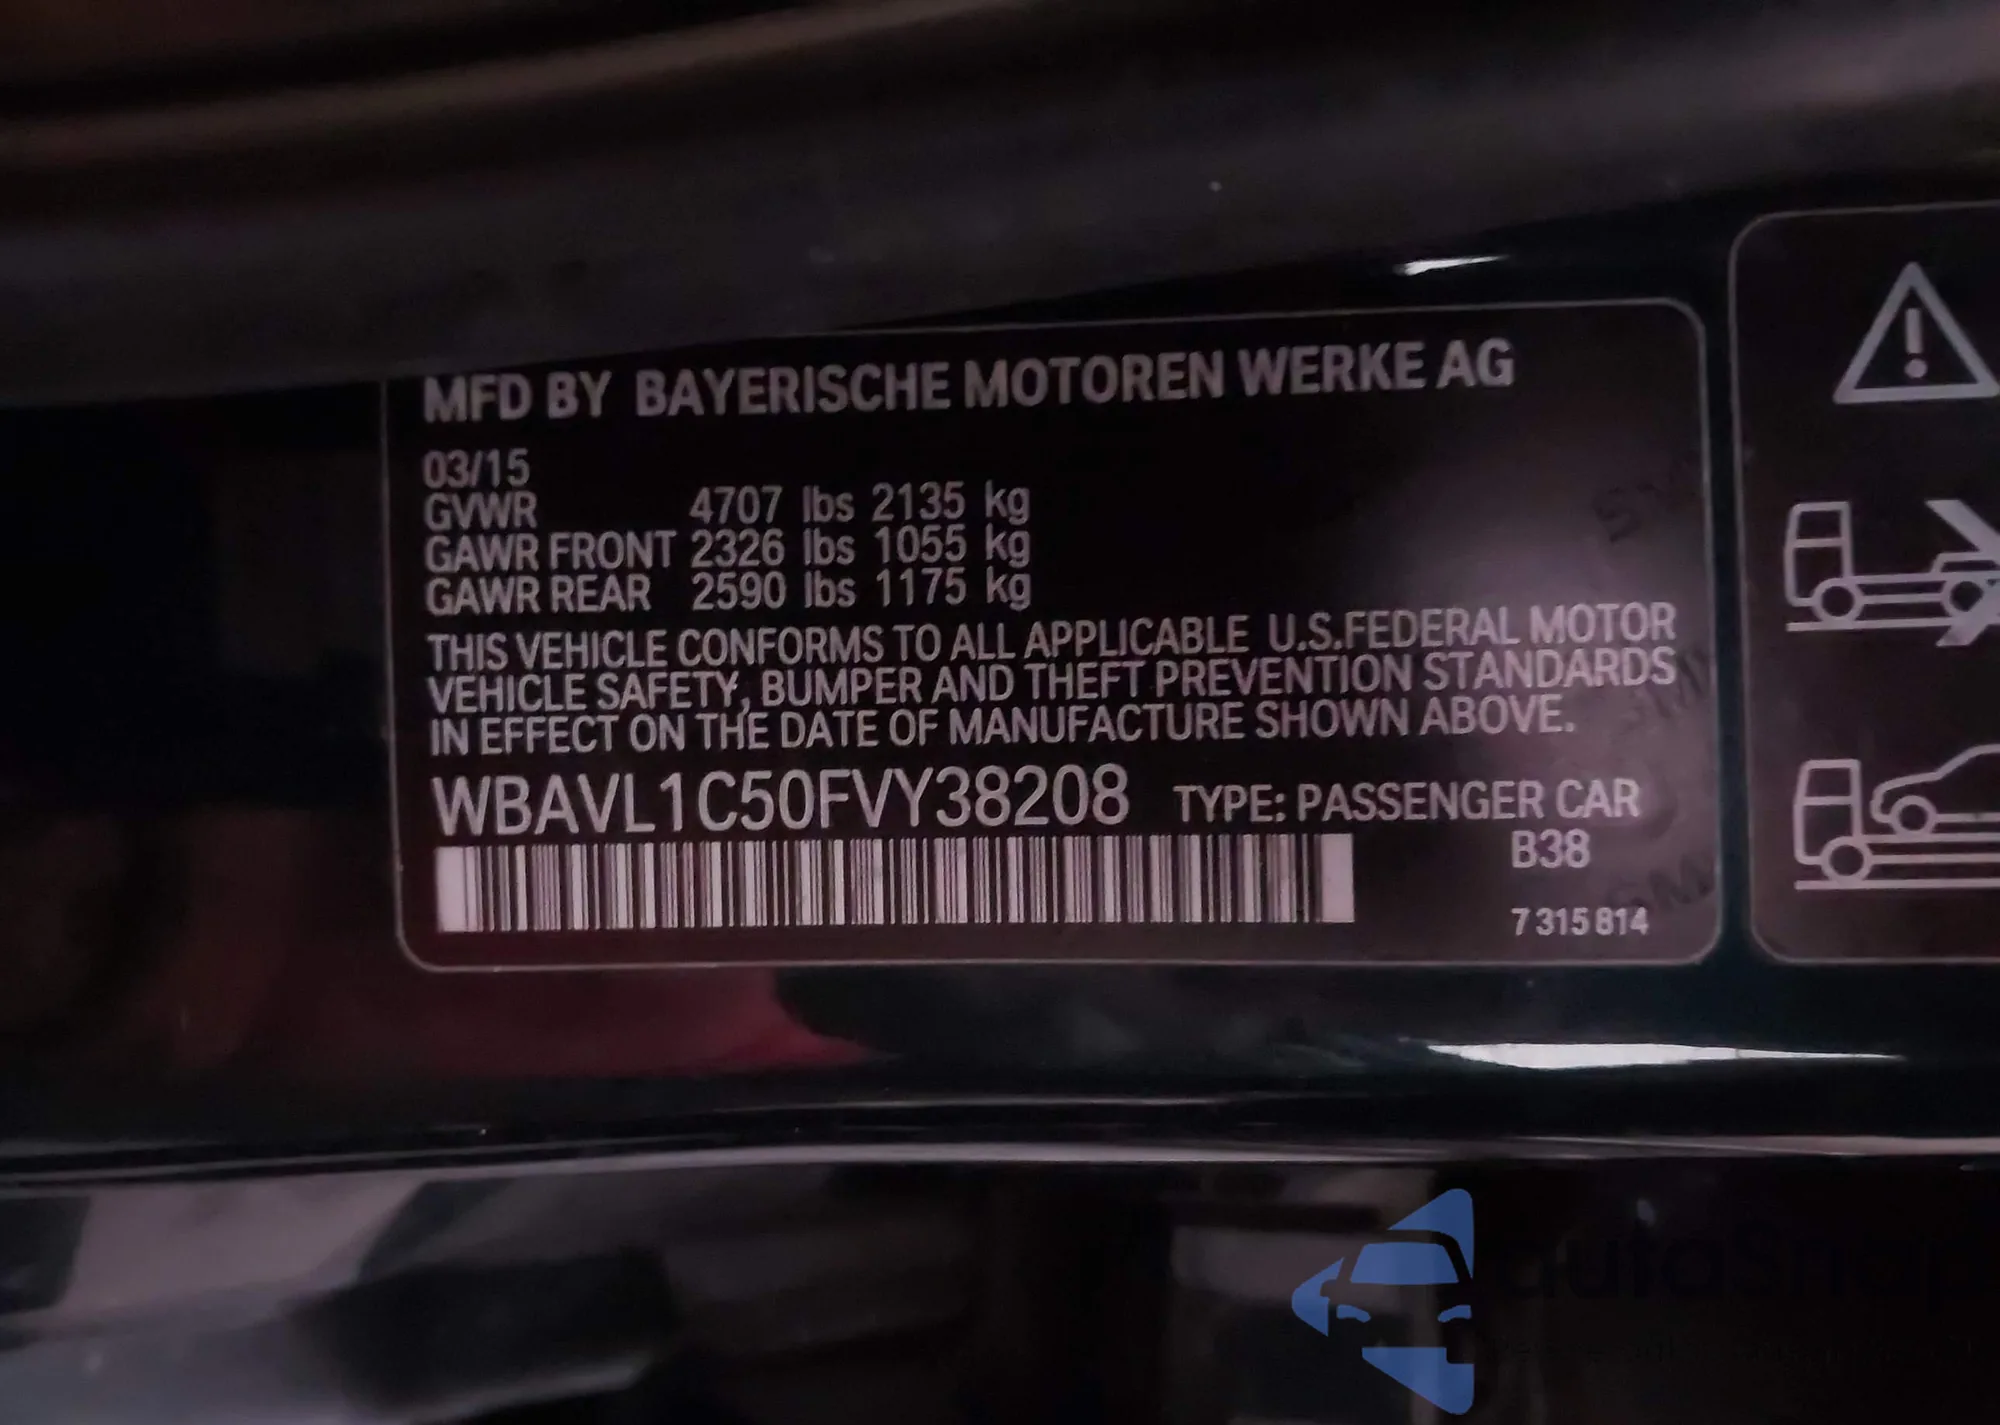 MFD BY BAYERISCHE MOTOREN WERKE AG
03/15
GVWR 4707 lbs 2135 kg
GAWR FRONT 2326 lbs 1055 kg
GAWR REAR 2590 lbs 1175 kg
THIS VEHICLE CONFORMS TO ALL APPLICABLE U.S.FEDERAL MOTOR
VEHICLE SAFETY, BUMPER AND THEFT PREVENTION STANDARDS
IN EFFECT ON THE DATE OF MANUFACTURE SHOWN ABOVE.
WBAVL1C50FVY38208 TYPE: PASSENGER CAR
B38
7 315 814
autoshop